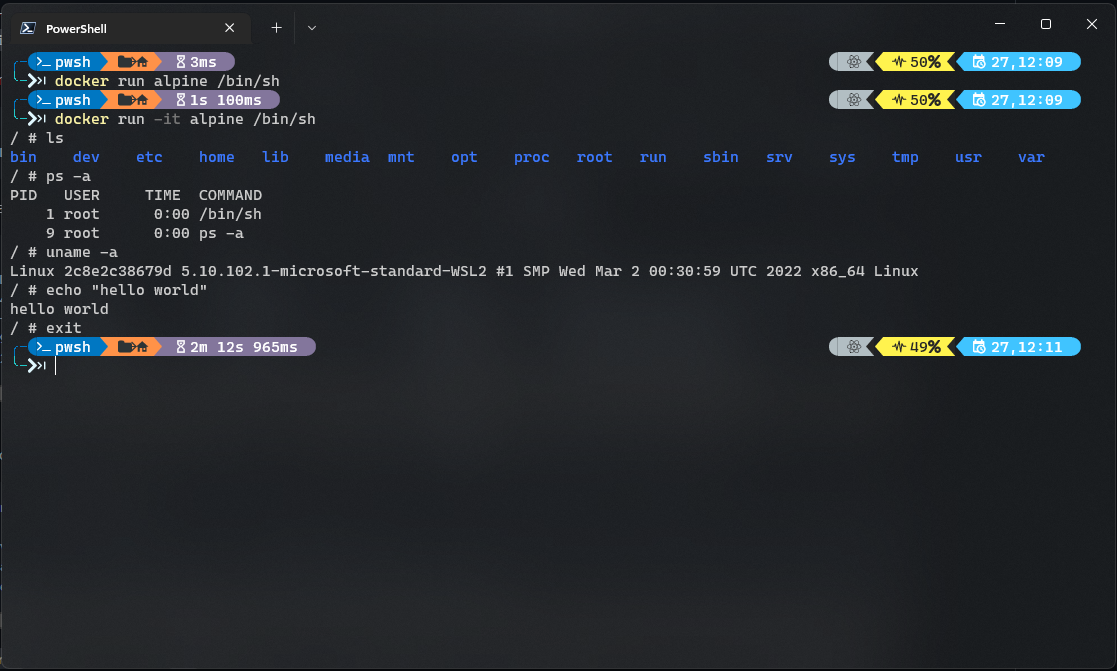 PowerShell
pwsh 3ms 50% 27,12:09
docker run alpine /bin/sh
pwsh 1s 100ms 50% 27,12:09
docker run -it alpine /bin/sh
/ # ls
bin dev etc home lib media mnt opt proc root run sbin srv sys tmp usr var
/ # ps -a
PID USER TIME COMMAND
1 root 0:00 /bin/sh
9 root 0:00 ps -a
/ # uname -a
Linux 2c8e2c38679d 5.10.102.1-microsoft-standard-WSL2 #1 SMP Wed Mar 2 00:30:59 UTC 2022 x86_64 Linux
/ # echo "hello world"
hello world
/ # exit
pwsh 2m 12s 965ms 49% 27,12:11